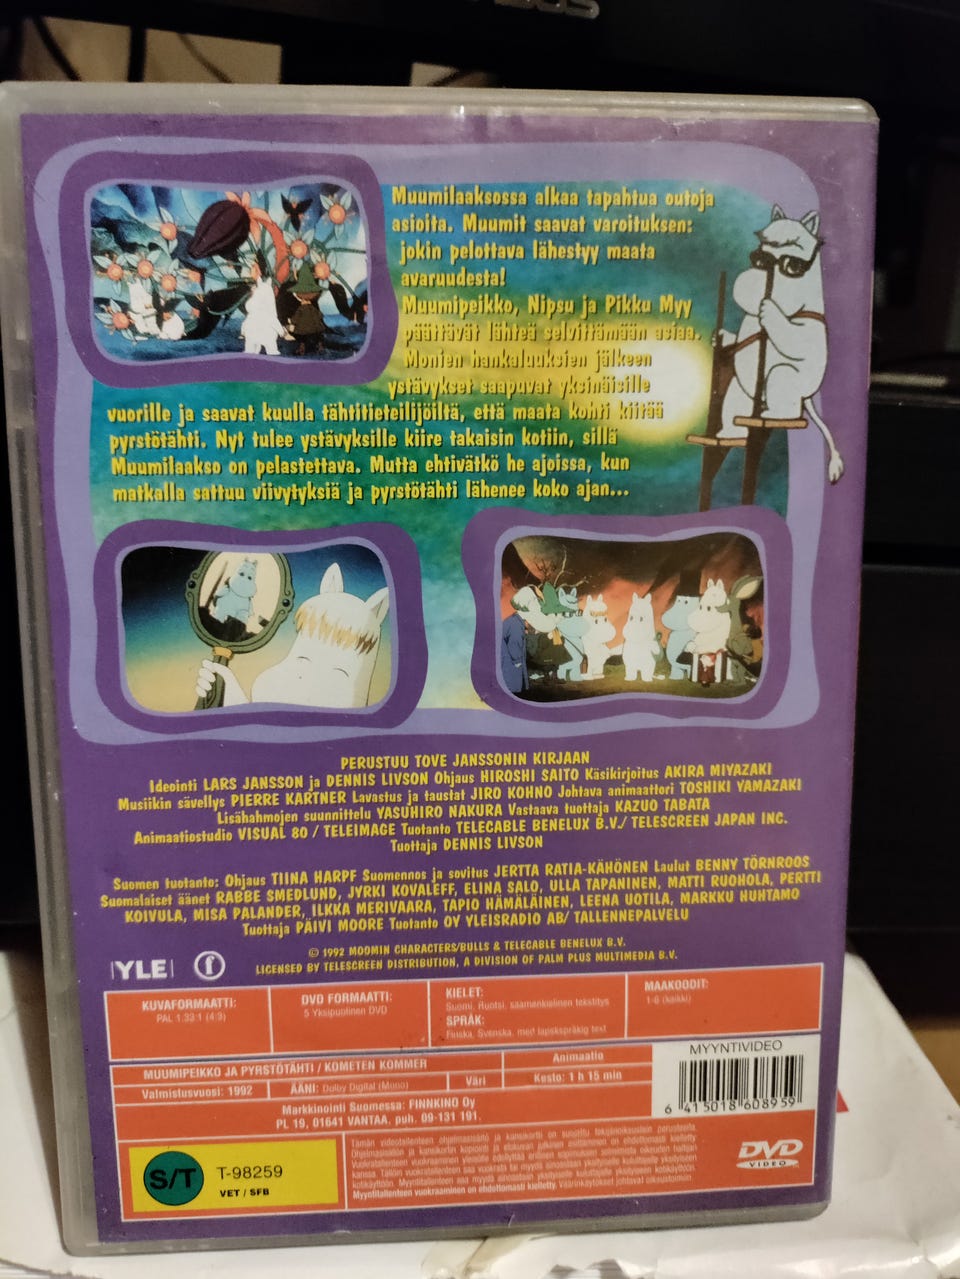 Muumilaaksossa alkaa tapahtua outoja
asioita. Muumit saavat varoituksen:
jokin pelottava lähestyy maata
avaruudesta!
Muumipeikko, Nipsu ja Pikku Myy
päättävät lähteä selvittämään asiaa.
Monien hankaluuksien jälkeen
ystävykset saapuvat yksinäisille
vuorille ja saavat kuulla tähtitieteilijöiltä, että maata kohti kiitää
pyrstötähti. Nyt tulee ystävyksille kiire takaisin kotiin, sillä
Muumilaakso on pelastettava. Mutta ehtivätkö he ajoissa, kun
matkalla sattuu viivytyksiä ja pyrstötähti lähenee koko ajan...
PERUSTUU TOVE JANSSONIN KIRJAAN
Ideointi LARS JANSSON ja DENNIS LIVSON Ohjaus HIROSHI SAITO Käsikirjoitus AKIRA MIYAZAKI
Musiikin sävellys PIERRE KARTNER Lavastus ja taustat JIRO KOHNO Johtava animaattori TOSHIKI YAMAZAKI
Lisähahmojen suunnittelu YASUHIRO NAKURA Vastaava tuottaja KAZUO TABATA
Animaatiostudio VISUAL 80 / TELEIMAGE Tuotanto TELECABLE BENELUX B.V./ TELESCREEN JAPAN INC.
Tuottaja DENNIS LIVSON
Suomen tuotanto: Ohjaus TIINA HARPF Suomennos ja sovitus JERTTA RATIA-KÄHÖNEN Laulut BENNY TÖRNROOS
Suomalaiset äänet RABBE SMEDLUND, JYRKI KOVALEFF, ELINA SALO, ULLA TAPANINEN, MATTI RUOHOLA, PERTTI
KOIVULA, MISA PALANDER, ILKKA MERIVAARA, TAPIO HÄMÄLÄINEN, LEENA UOTILA, MARKKU HUHTAMO
Tuottaja PÄIVI MOORE Tuotanto OY YLEISRADIO AB/ TALLENNEPALVELU
© 1992 MOOMIN CHARACTERS/BULLS & TELECABLE BENELUX B.V.
LICENSED BY TELESCREEN DISTRIBUTION, A DIVISION OF PALM PLUS MULTIMEDIA B.V.
YLE f
KUVAFORMAATTI:
PAL 1.33:1 (4:3)
DVD FORMAATTI:
5 Yksipuolinen DVD
KIELET:
Suomi, Ruotsi, saamenkielinen tekstitys
SPRÅK:
Finska, Svenska, med lapskspråkig text
MAAKOODIT:
1-6 (kaikki)
MUUMIPEIKKO JA PYRSTÖTÄHTI / KOMETEN KOMMER
Animaatio
Valmistusvuosi: 1992
ÄÄNI: Dolby Digital (Mono)
Väri
Kesto: 1 h 15 min
Markkinointi Suomessa: FINNKINO Oy
PL 19, 01641 VANTAA, puh. 09-131 191.
MYYNTIVIDEO
6 415018 608959
S/T
T-98259
VET / SFB
Myyntitallenteen vuokraaminen on ehdottomasti kielletty.
DVD
VIDEO